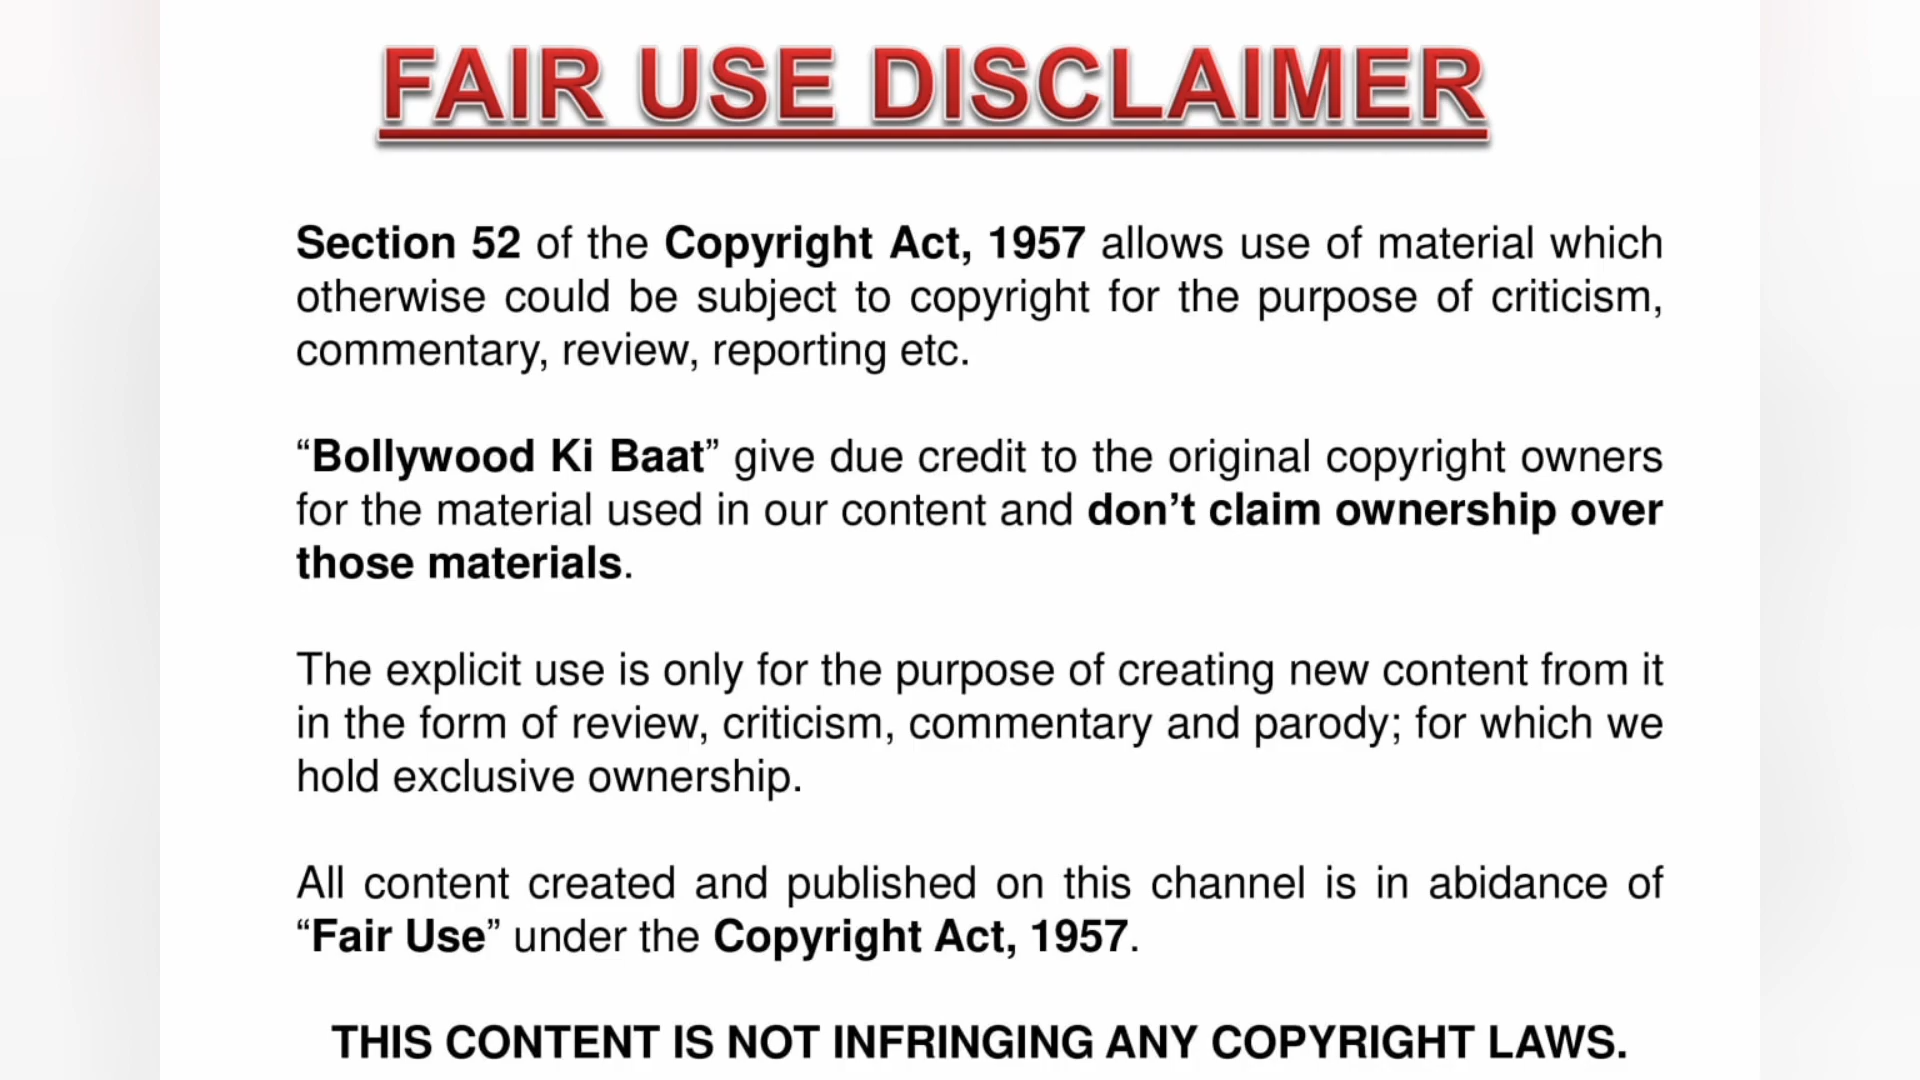 FAIR USE DISCLAIMER
Section 52 of the Copyright Act, 1957 allows use of material which
otherwise could be subject to copyright for the purpose of criticism,
commentary, review, reporting etc.
“Bollywood Ki Baat” give due credit to the original copyright owners
for the material used in our content and don’t claim ownership over
those materials.
The explicit use is only for the purpose of creating new content from it
in the form of review, criticism, commentary and parody; for which we
hold exclusive ownership.
All content created and published on this channel is in abidance of
“Fair Use” under the Copyright Act, 1957.
THIS CONTENT IS NOT INFRINGING ANY COPYRIGHT LAWS.